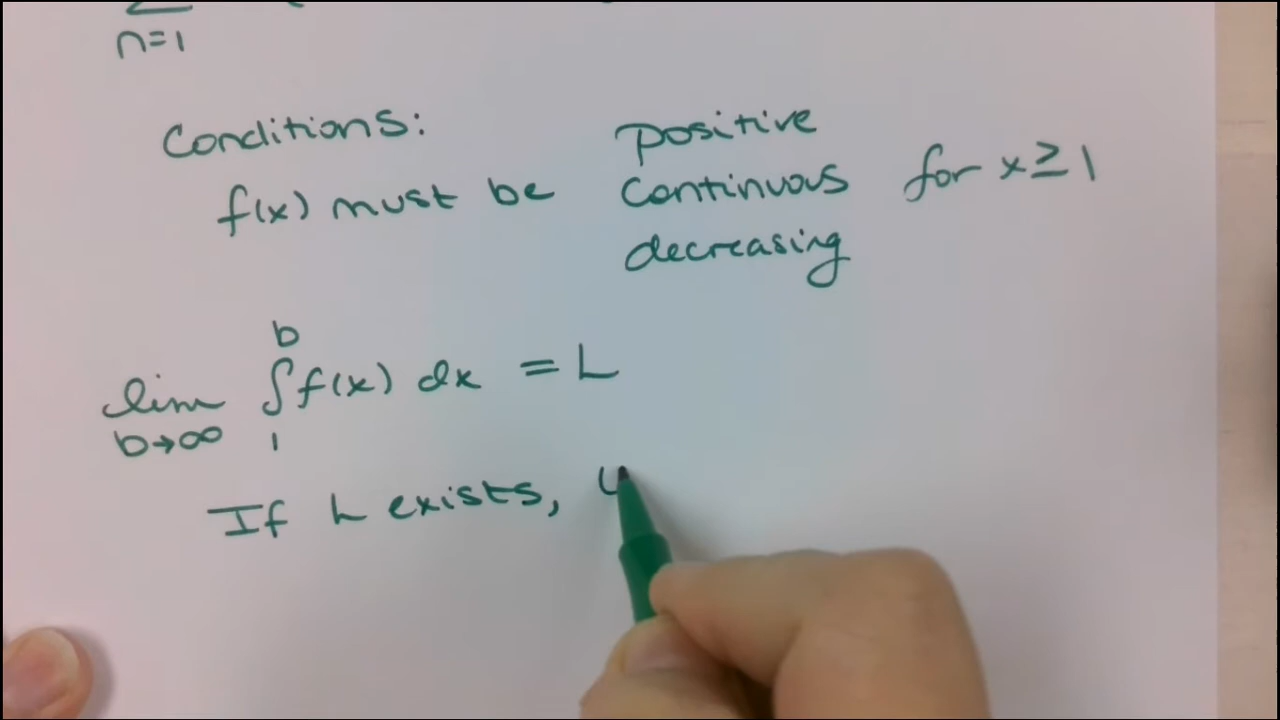 n=1
Conditions:
f(x) must be positive
continuous for x ≥ 1
decreasing
b
lim ∫ f(x) dx = L
b→∞ 1
If L exists,